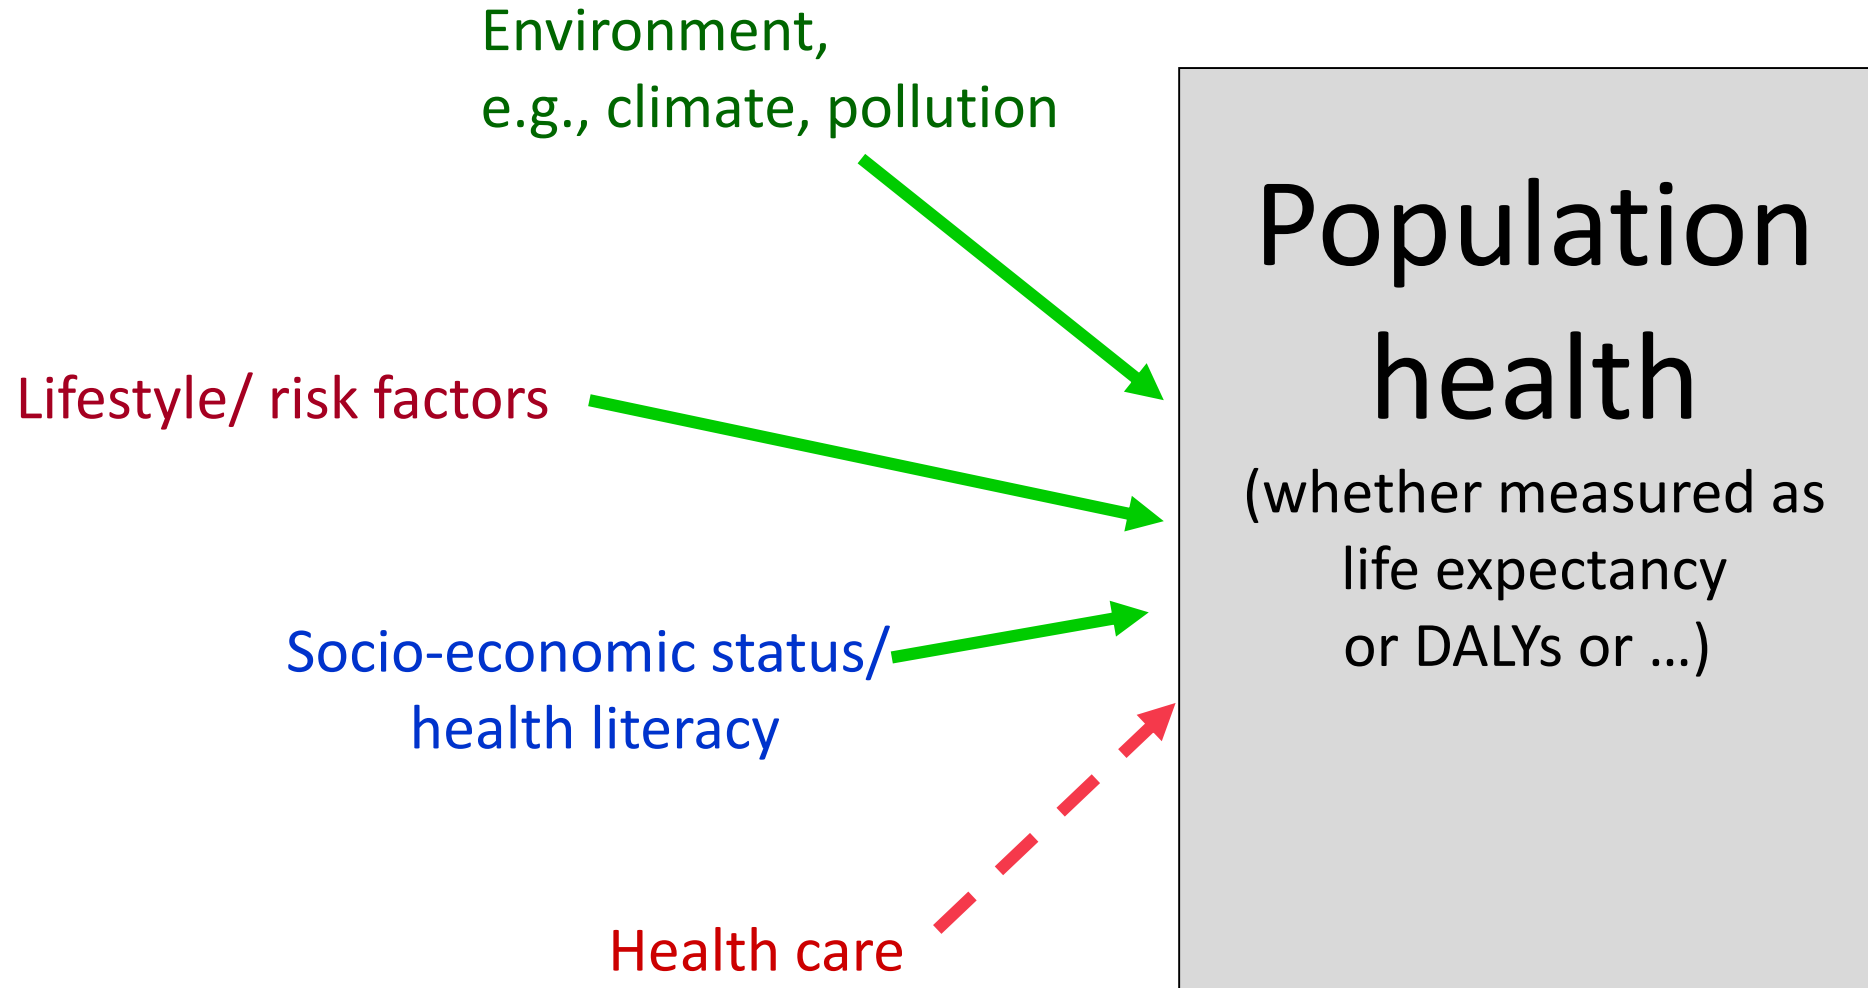 Environment,
e.g., climate, pollution
Lifestyle/ risk factors
Socio-economic status/
health literacy
Health care
Population
health
(whether measured as
life expectancy
or DALYs or …)